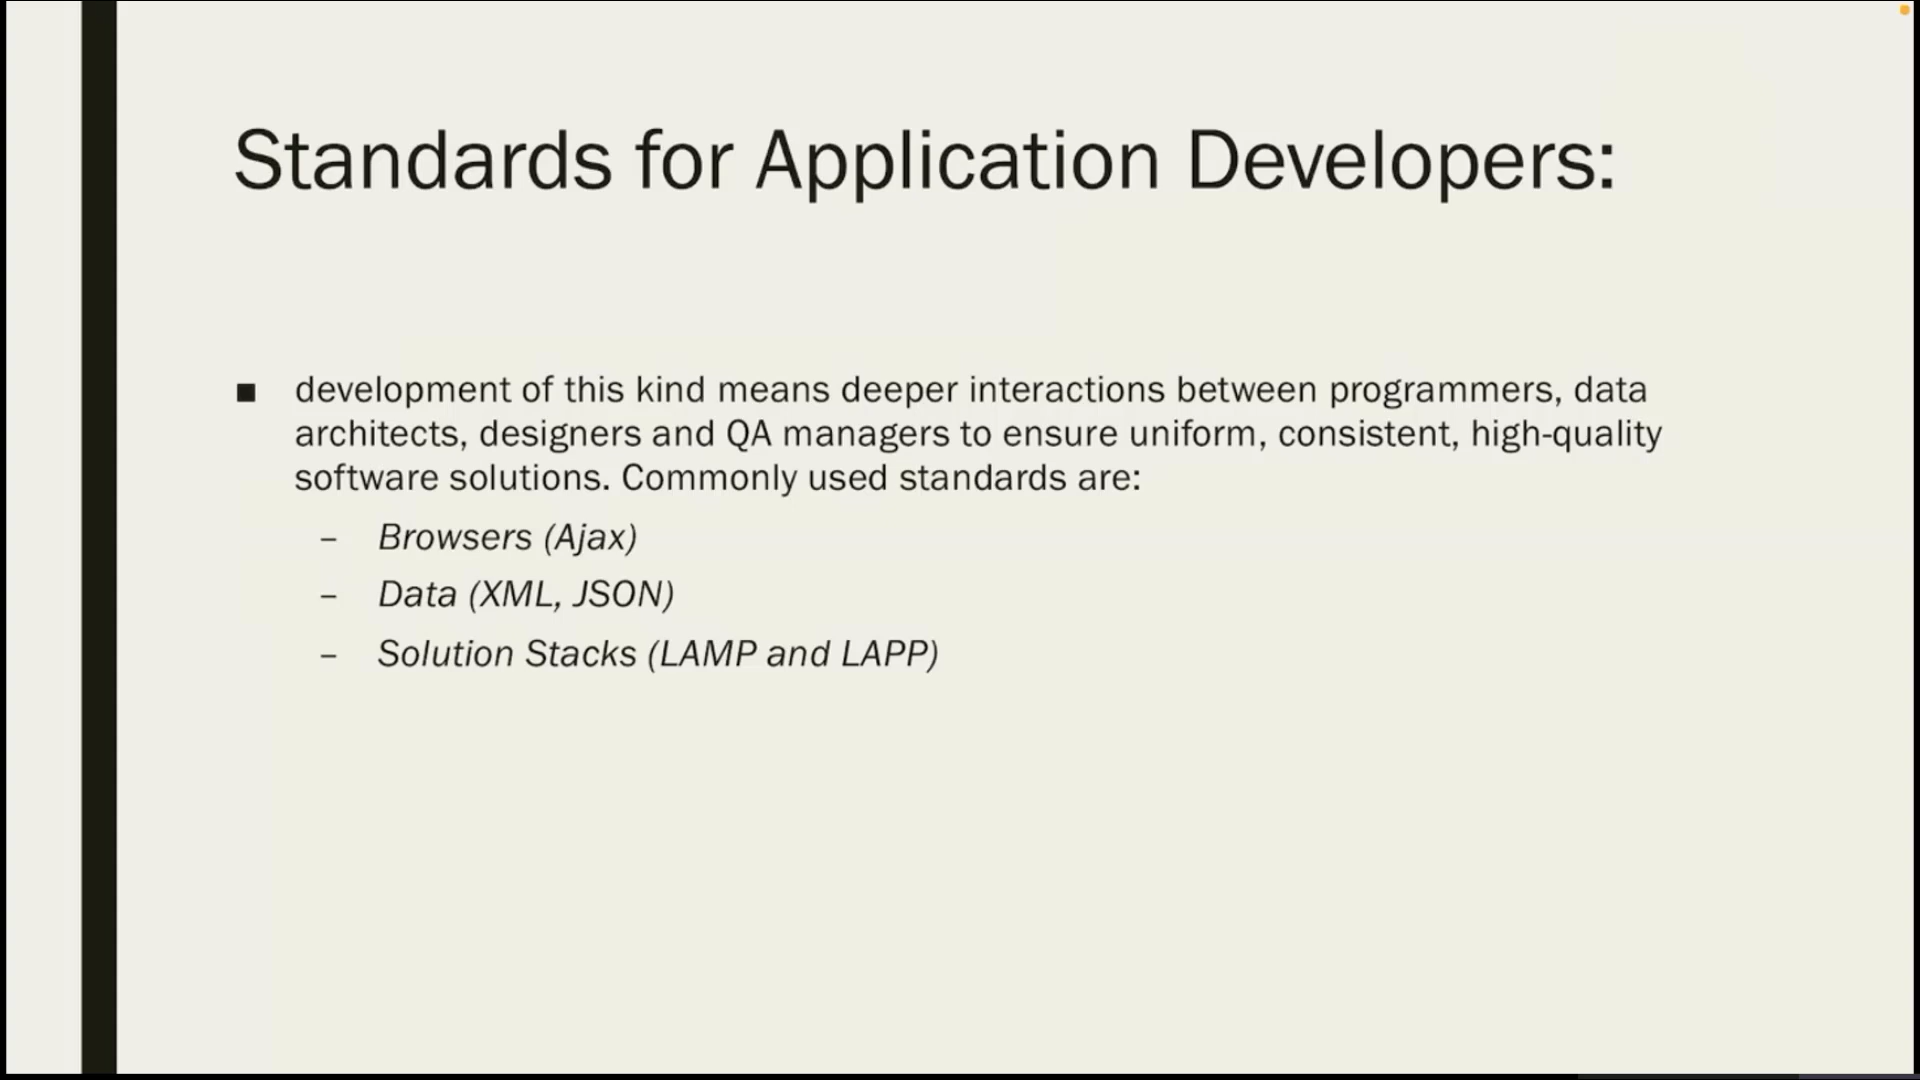 Standards for Application Developers:
■ development of this kind means deeper interactions between programmers, data
architects, designers and QA managers to ensure uniform, consistent, high-quality
software solutions. Commonly used standards are:
– Browsers (Ajax)
– Data (XML, JSON)
– Solution Stacks (LAMP and LAPP)